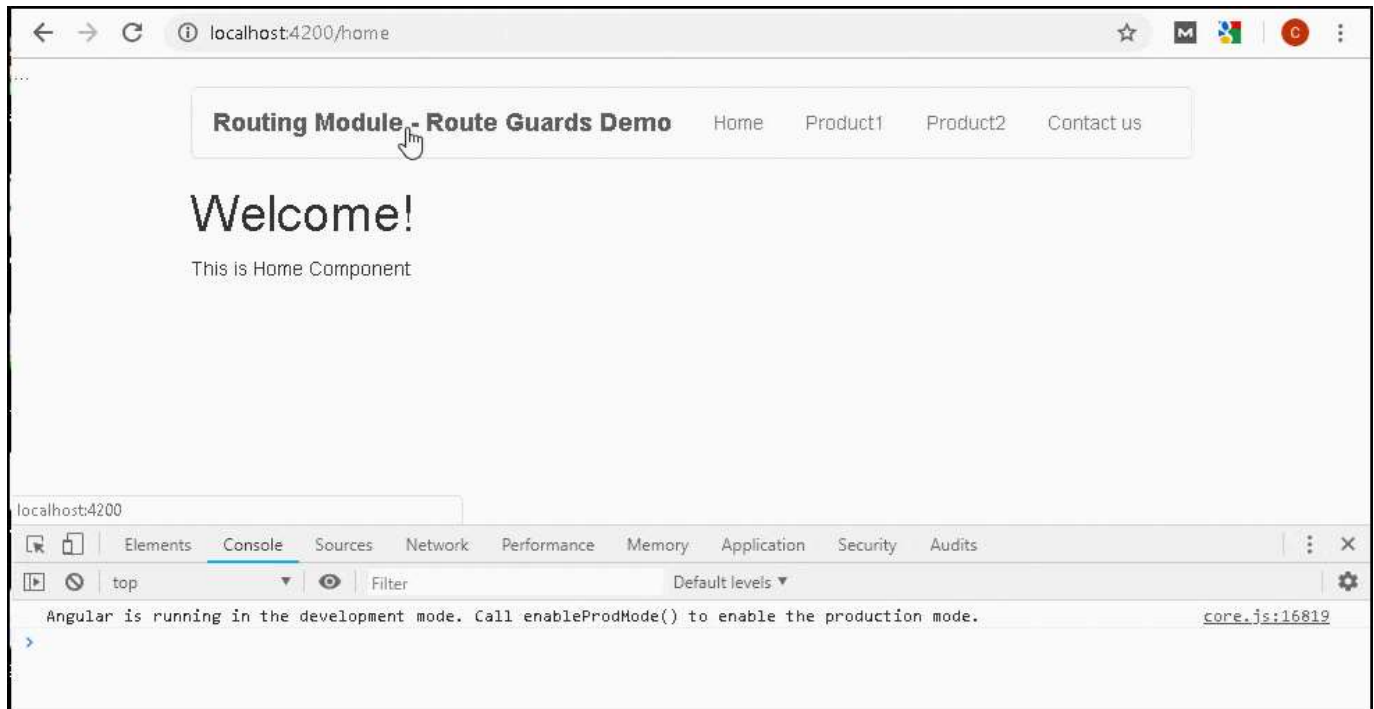 localhost:4200/home
M
C
...
Routing Module - Route Guards Demo Home Product1 Product2 Contact us
Welcome!
This is Home Component
localhost:4200
Elements Console Sources Network Performance Memory Application Security Audits
top Filter Default levels
Angular is running in the development mode. Call enableProdMode() to enable the production mode. core.js:16819